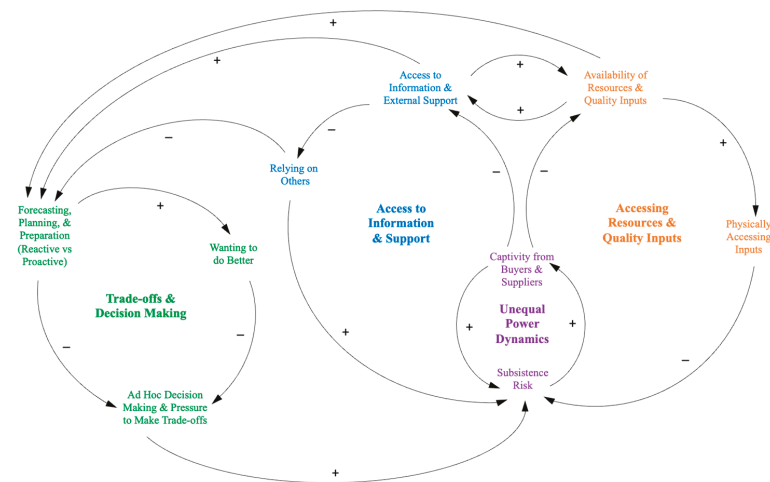 +
+
Access to
Information &
External Support
+
+
Availability of
Resources &
Quality Inputs
–
–
+
Relying on
Others
–
–
Forecasting,
Planning, &
Preparation
(Reactive vs
Proactive)
+
Wanting to
do Better
Access to
Information
& Support
Accessing
Resources &
Quality Inputs
Physically
Accessing
Inputs
Captivity from
Buyers &
Suppliers
Trade-offs &
Decision Making
Unequal
Power
Dynamics
+
+
+
–
–
–
Subsistence
Risk
Ad Hoc Decision
Making & Pressure
to Make Trade-offs
+